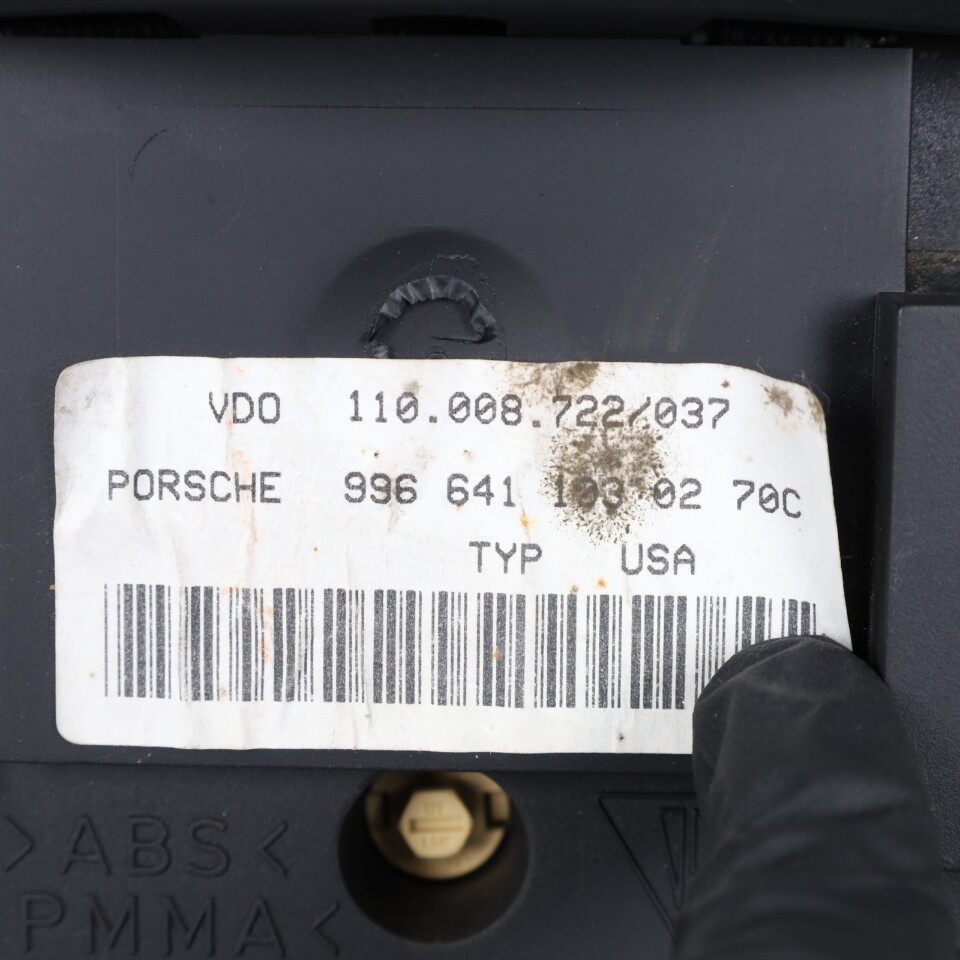 VDO 110.008.722/037
PORSCHE 996 641 103 02 70C
TYP USA
>ABS<
PMMA<